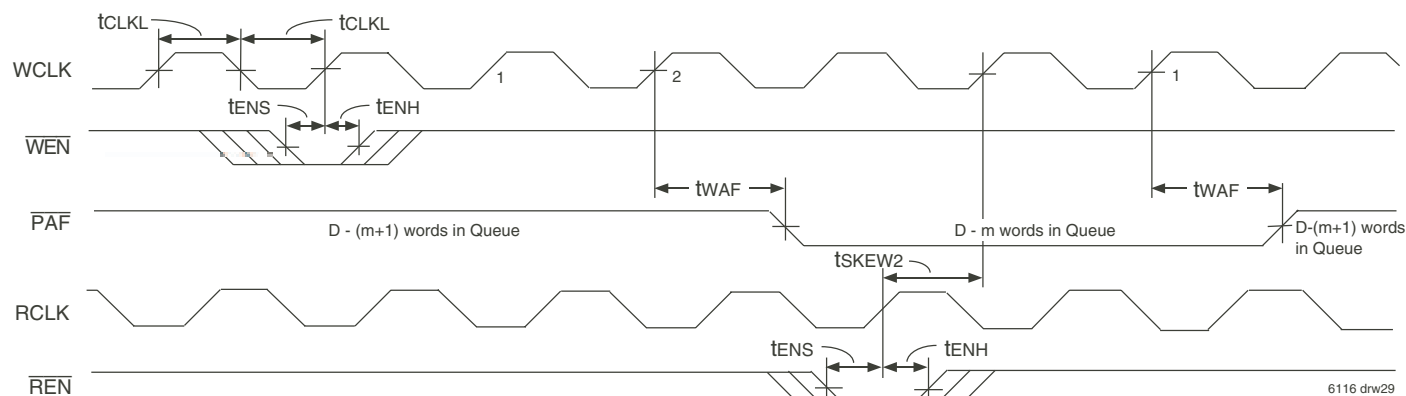 tCLKL
tCLKL
WCLK
1
2
1
tENS
tENH
WEN
tWAF
tWAF
PAF
D - (m+1) words in Queue
D - m words in Queue
D-(m+1) words
in Queue
tSKEW2
RCLK
tENS
tENH
REN
6116 drw29